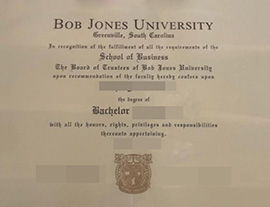 BOB JONES UNIVERSITY
Greenville, South Carolina
In recognition of the fulfillment of all the requirements of the
School of Business
The Board of Trustees of Bob Jones University
upon recommendation of the faculty hereby confers upon
the degree of
Bachelor
with all the honors, rights, privileges and responsibilities
thereunto appertaining.